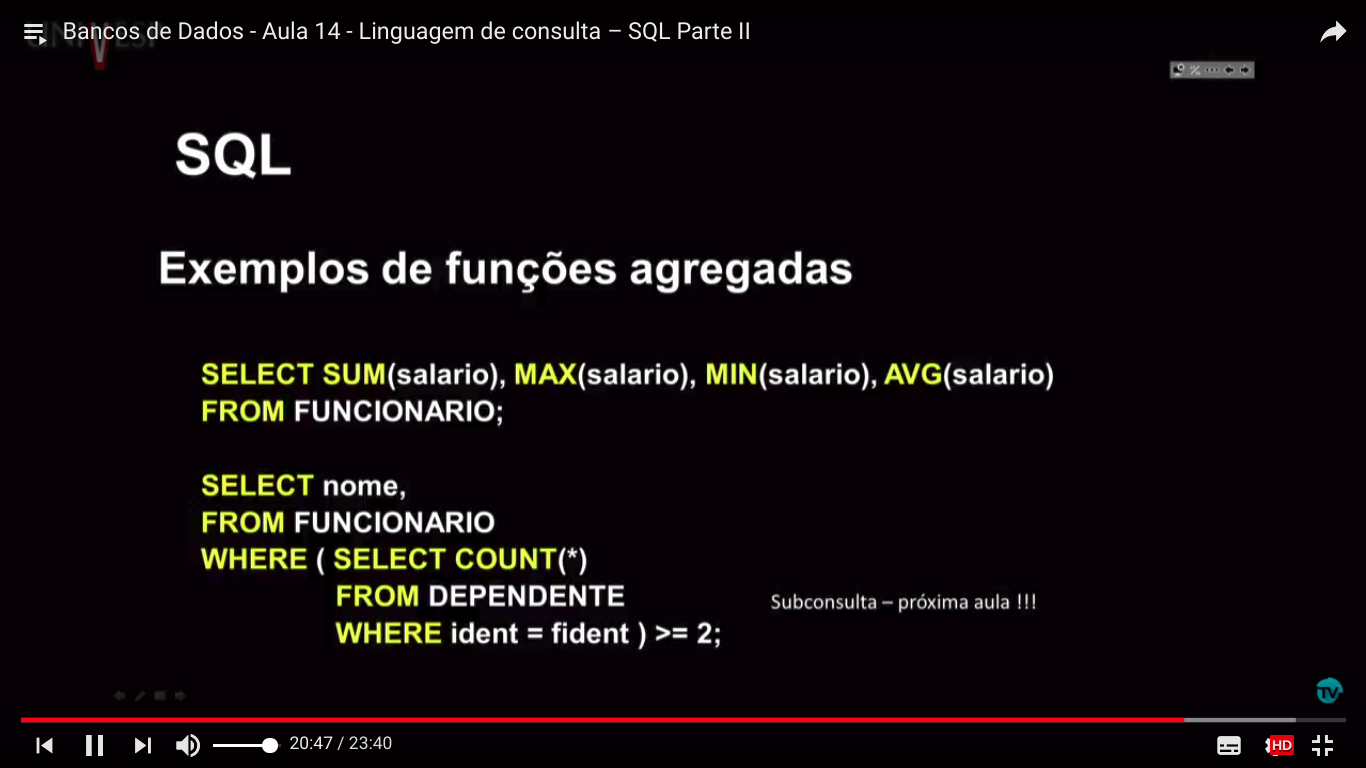 Bancos de Dados - Aula 14 - Linguagem de consulta – SQL Parte II
SQL
Exemplos de funções agregadas
SELECT SUM(salario), MAX(salario), MIN(salario), AVG(salario)
FROM FUNCIONARIO;
SELECT nome,
FROM FUNCIONARIO
WHERE ( SELECT COUNT(*)
FROM DEPENDENTE
WHERE ident = fident ) >= 2;
Subconsulta – próxima aula !!!
TV
20:47 / 23:40
HD